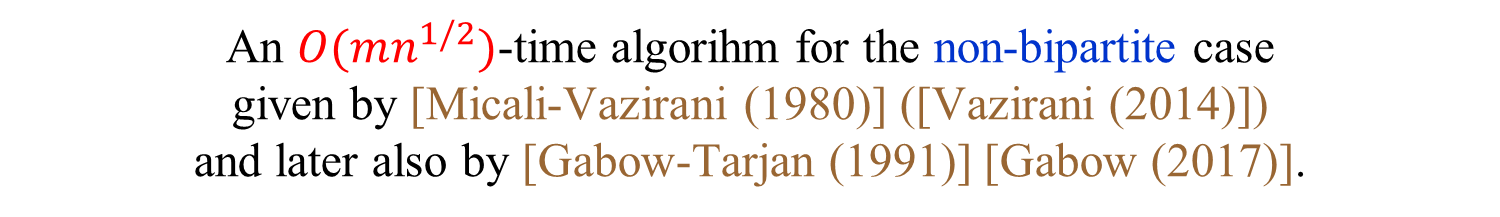 An O(mn^{1/2})-time algorihm for the non-bipartite case
given by [Micali-Vazirani (1980)] ([Vazirani (2014)])
and later also by [Gabow-Tarjan (1991)] [Gabow (2017)].